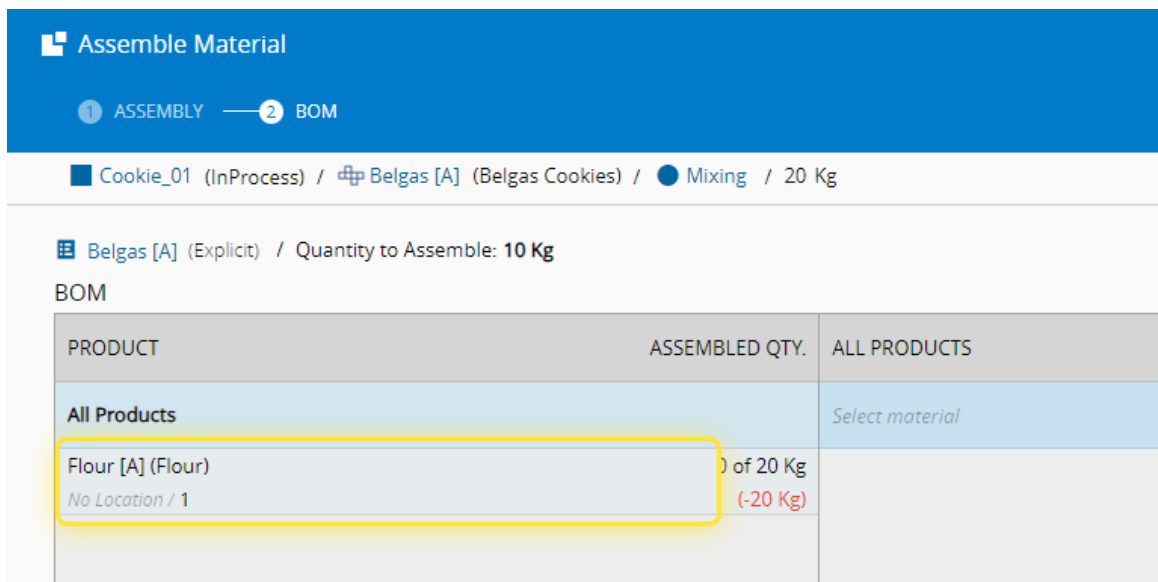 Assemble Material
1 ASSEMBLY 2 BOM
Cookie_01 (InProcess) / Belgas [A] (Belgas Cookies) / Mixing / 20 Kg
Belgas [A] (Explicit) / Quantity to Assemble: 10 Kg
BOM
PRODUCT ASSEMBLED QTY. ALL PRODUCTS
All Products Select material
Flour [A] (Flour) 0 of 20 Kg
No Location / 1 (-20 Kg)